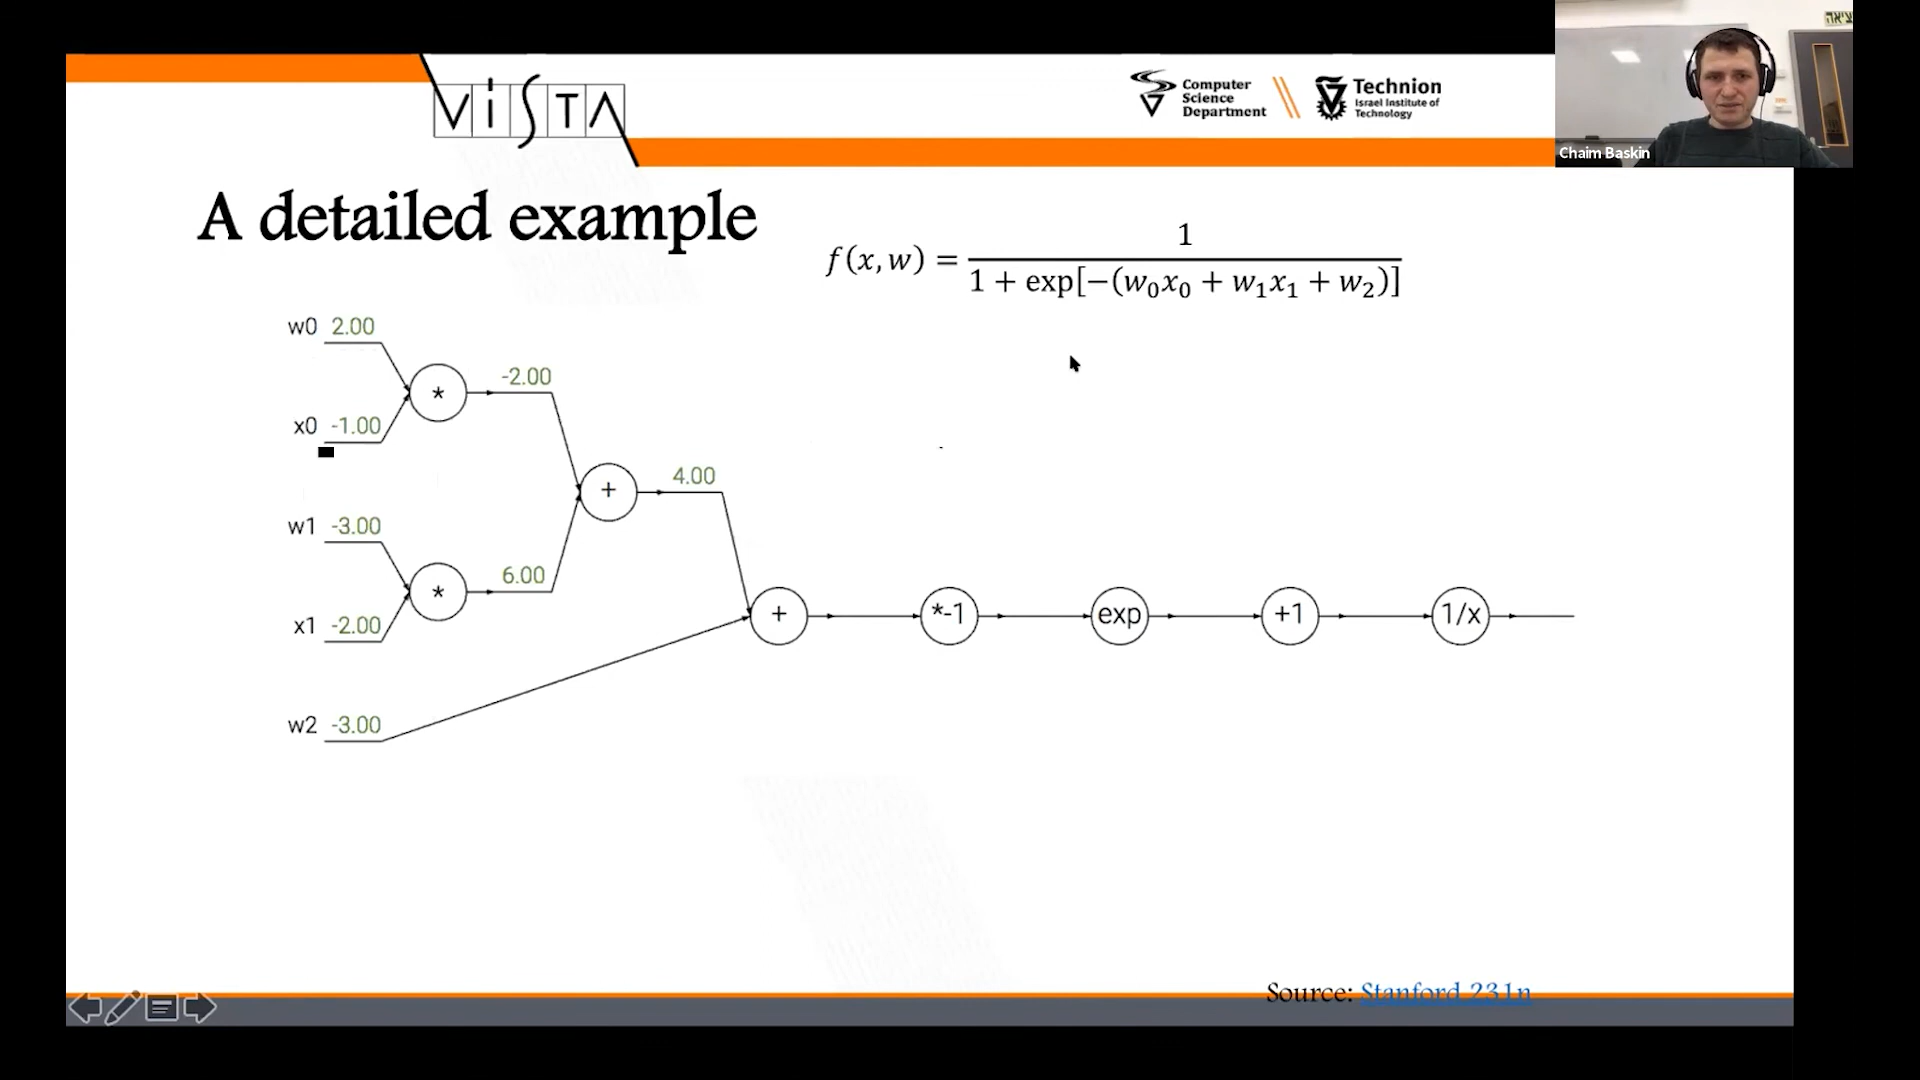 ציאה
VISTA
Computer
Science
Department
Technion
Israel Institute of
Technology
Chaim Baskin
A detailed example
f(x, w) = 1 / (1 + exp[−(w₀x₀ + w₁x₁ + w₂)])
w0 2.00
* -2.00
x0 -1.00
+ 4.00
w1 -3.00
* 6.00
x1 -2.00
+ *-1 exp +1 1/x
w2 -3.00
Source: Stanford 231n